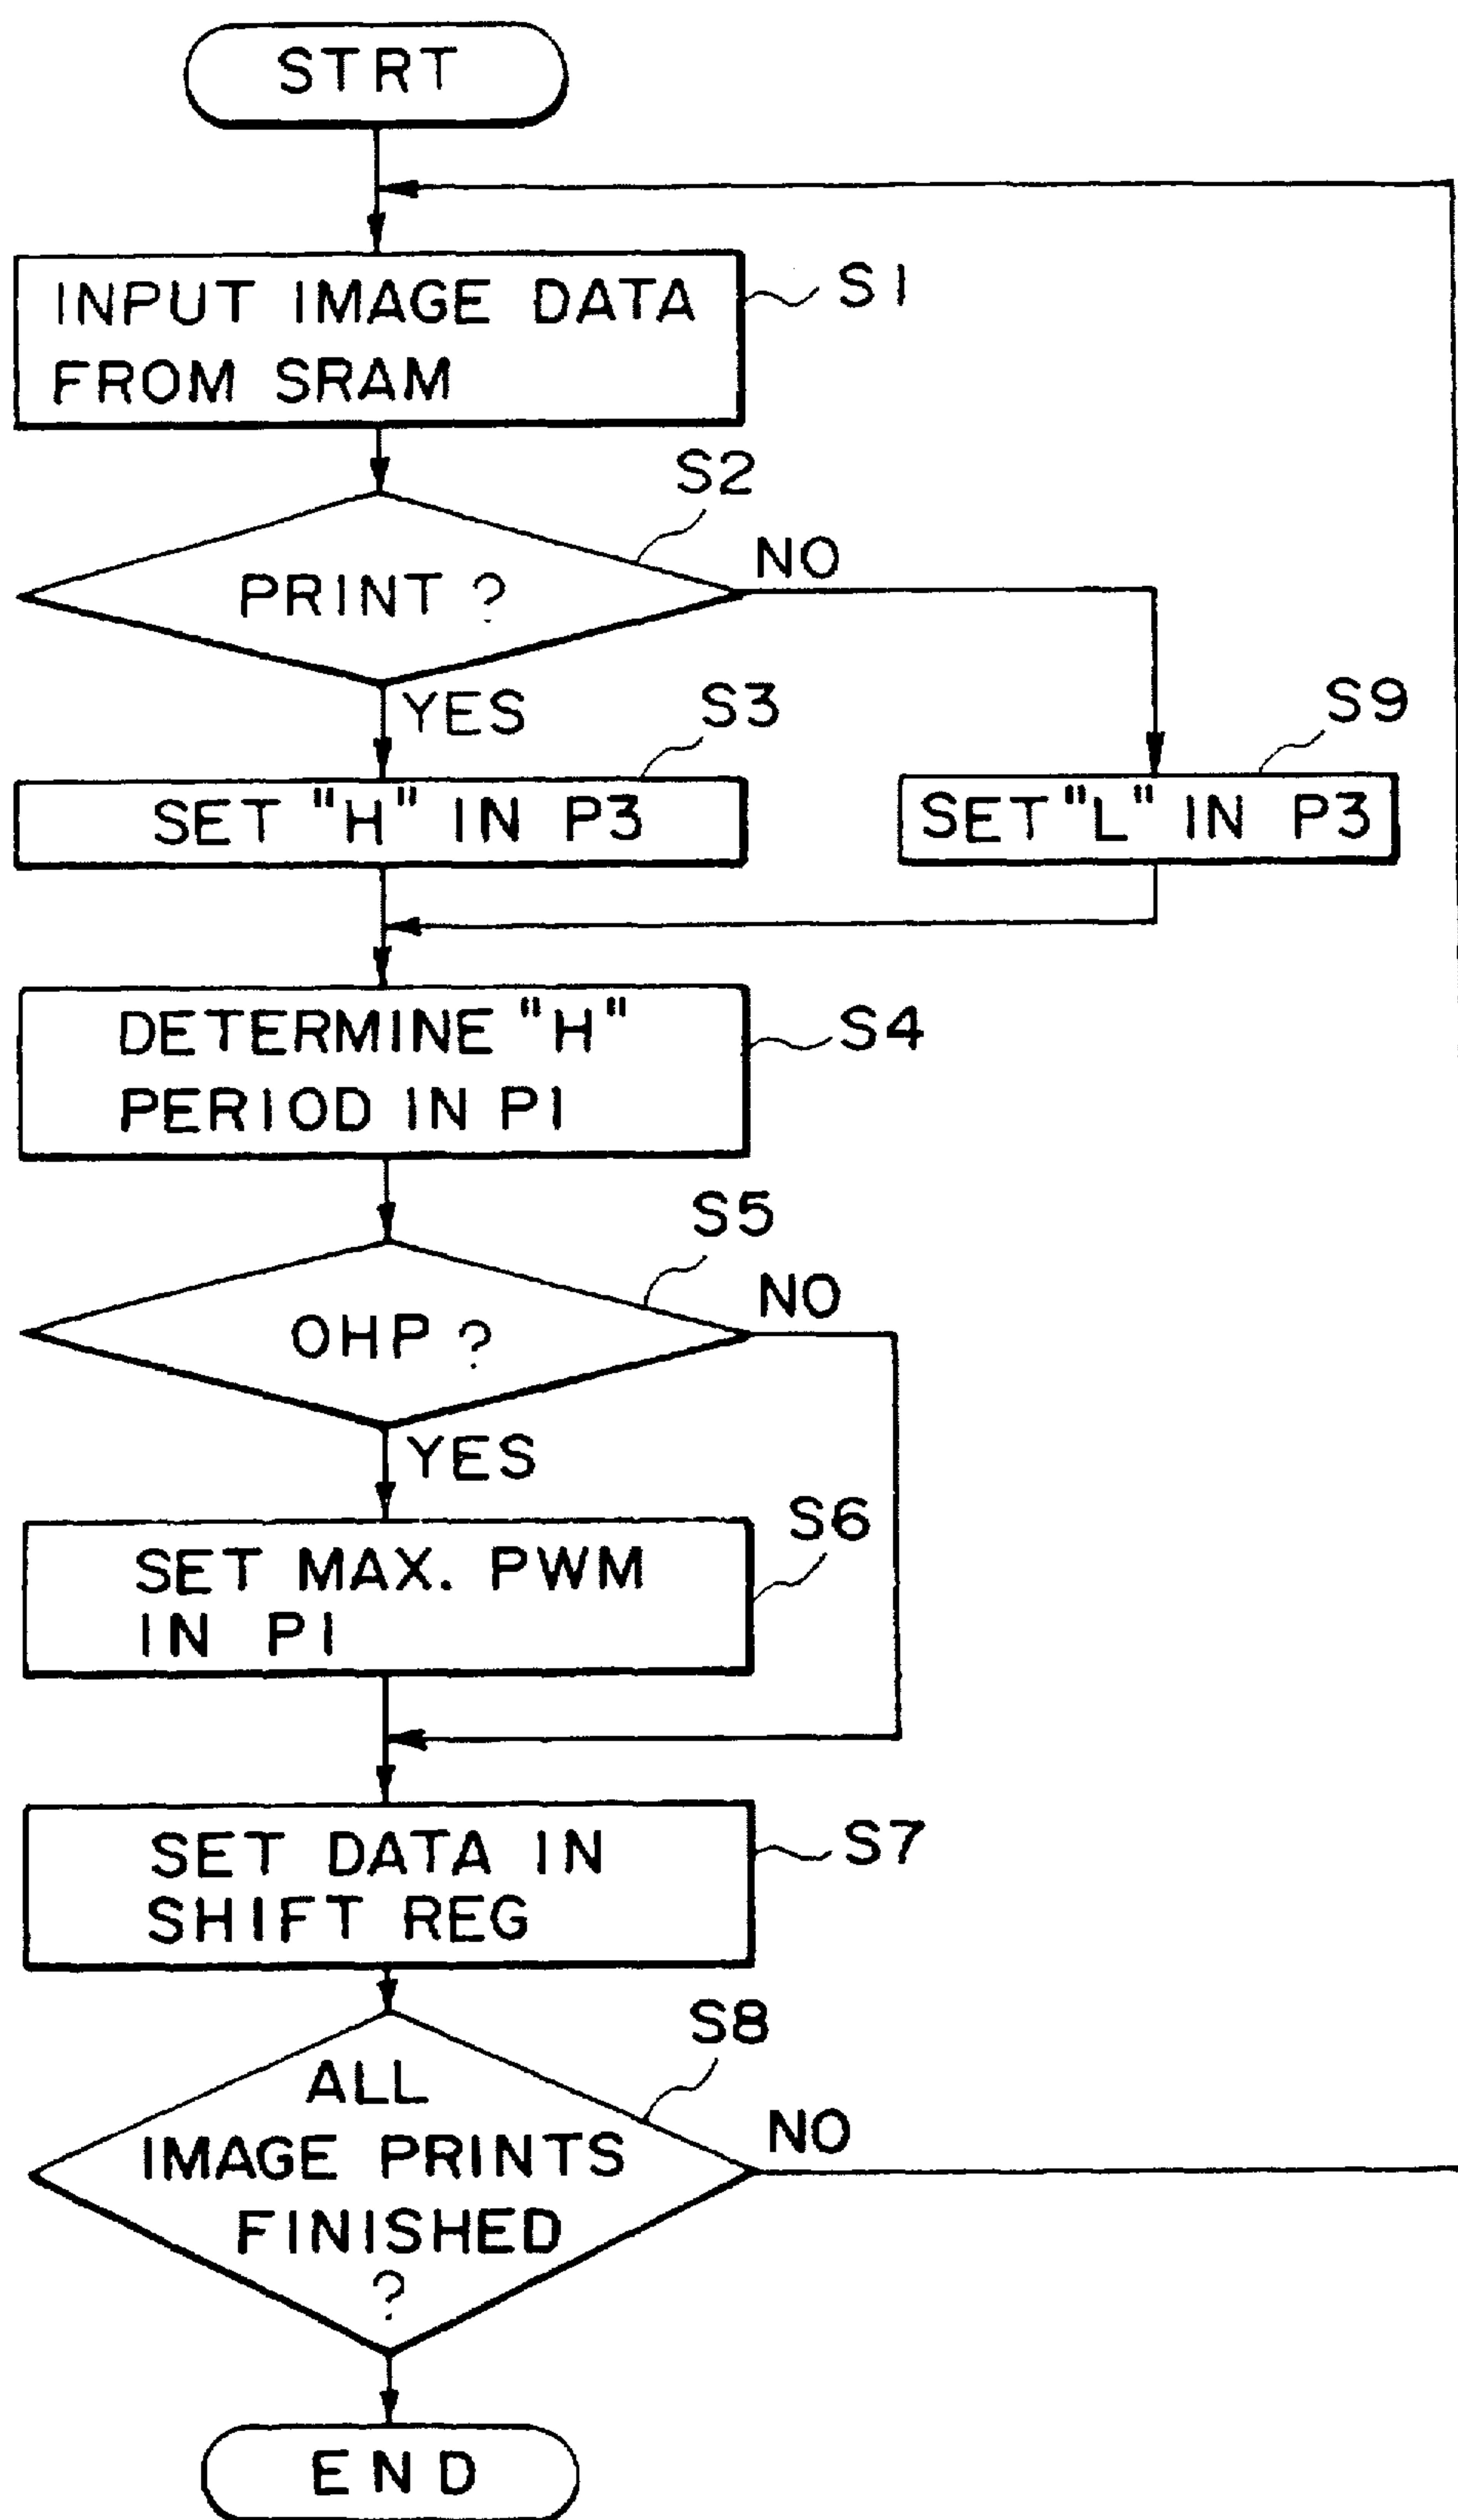 STRT
INPUT IMAGE DATA
FROM SRAM
S1
S2
PRINT ?
NO
YES
S3
S9
SET "H" IN P3
SET "L" IN P3
DETERMINE "H"
PERIOD IN P1
S4
S5
OHP ?
NO
YES
S6
SET MAX. PWM
IN P1
SET DATA IN
SHIFT REG
S7
S8
ALL
IMAGE PRINTS
FINISHED
?
NO
END